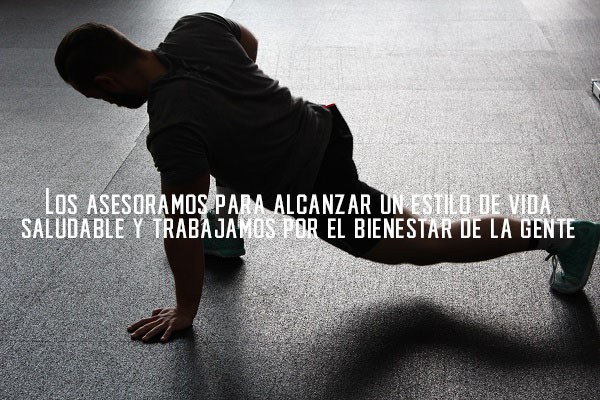 Los asesoramos para alcanzar un estilo de vida
saludable y trabajamos por el bienestar de la gente